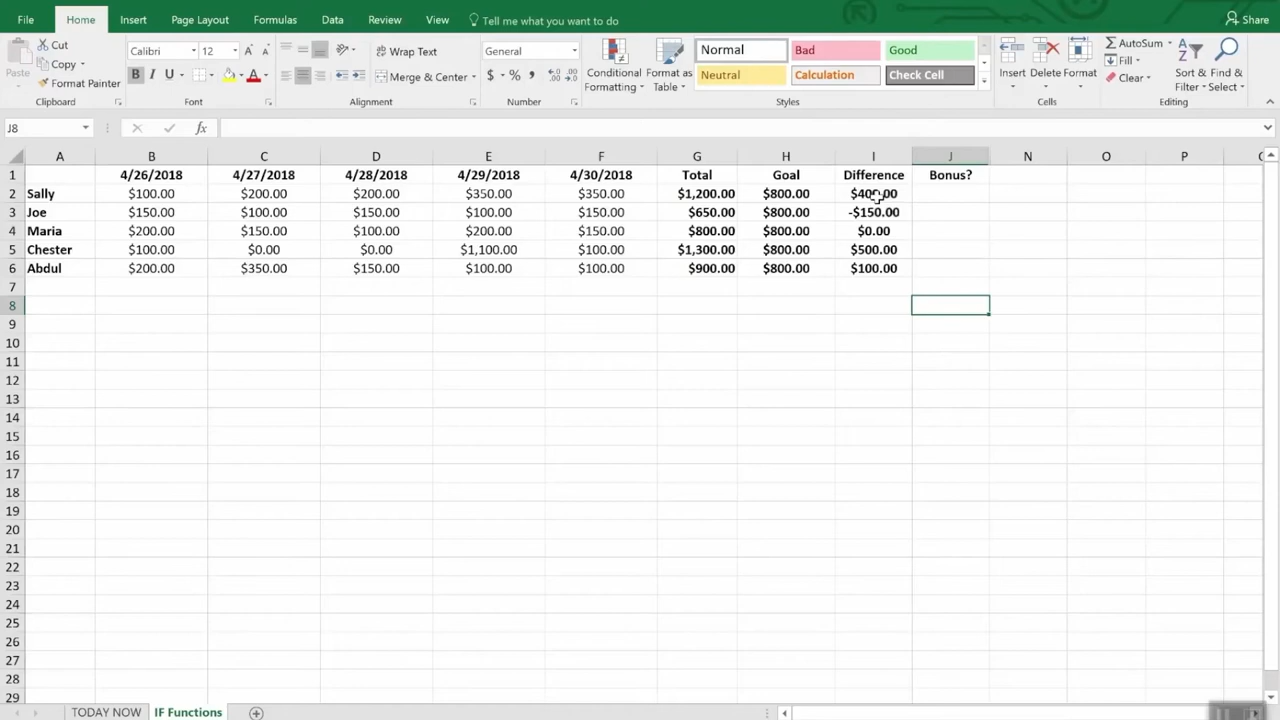 File Home Insert Page Layout Formulas Data Review View Tell me what you want to do Share
Paste Cut Copy Format Painter Clipboard
Calibri 12 A A B I U A Font
Wrap Text Merge & Center Alignment
General $ % , Number
Conditional Formatting Format as Table Normal Bad Good Neutral Calculation Check Cell Styles
Insert Delete Format Cells
AutoSum Fill Clear Sort & Filter Find & Select Editing
J8 fx
A B C D E F G H I J N O P
1 4/26/2018 4/27/2018 4/28/2018 4/29/2018 4/30/2018 Total Goal Difference Bonus?
2 Sally $100.00 $200.00 $200.00 $350.00 $350.00 $1,200.00 $800.00 $400.00
3 Joe $150.00 $100.00 $150.00 $100.00 $150.00 $650.00 $800.00 -$150.00
4 Maria $200.00 $150.00 $100.00 $200.00 $150.00 $800.00 $800.00 $0.00
5 Chester $100.00 $0.00 $0.00 $1,100.00 $100.00 $1,300.00 $800.00 $500.00
6 Abdul $200.00 $350.00 $150.00 $100.00 $100.00 $900.00 $800.00 $100.00
7
8
9
10
11
12
13
14
15
16
17
18
19
20
21
22
23
24
25
26
27
28
29
TODAY NOW IF Functions